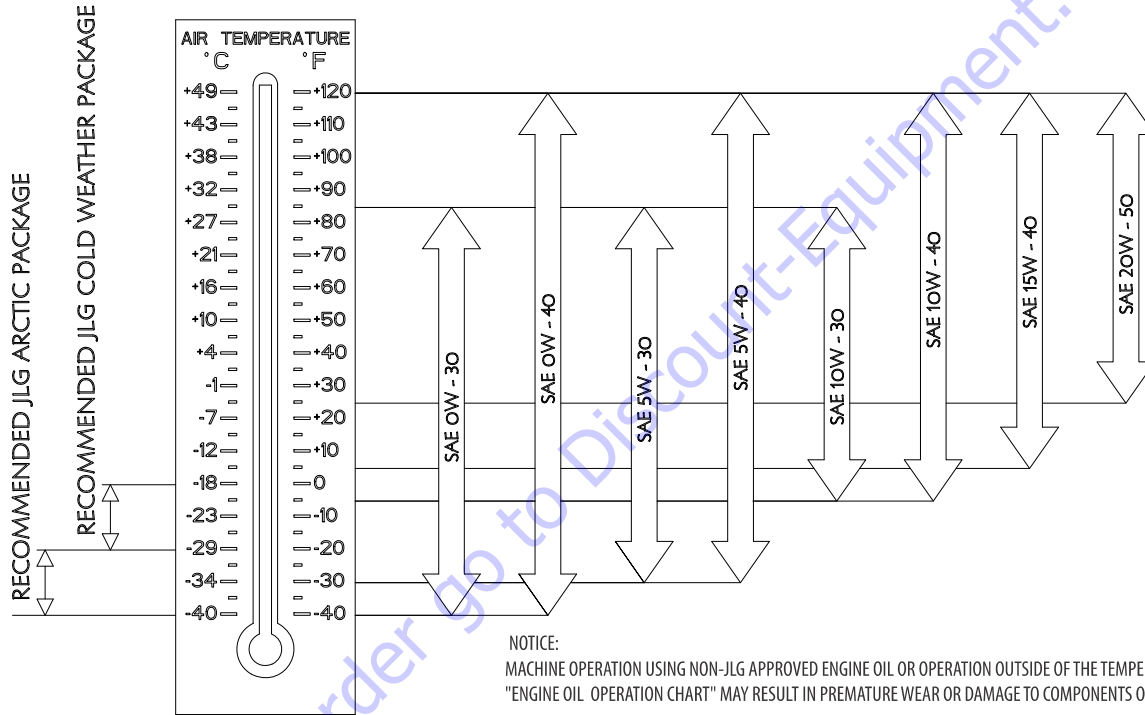 AIR TEMPERATURE
°C °F
+49 +120
+43 +110
+38 +100
+32 +90
+27 +80
+21 +70
+16 +60
+10 +50
+4 +40
-1 +30
-7 +20
-12 +10
-18 0
-23 -10
-29 -20
-34 -30
-40 -40
RECOMMENDED JLG ARCTIC PACKAGE
RECOMMENDED JLG COLD WEATHER PACKAGE
SAE 0W - 30
SAE 0W - 40
SAE 5W - 30
SAE 5W - 40
SAE 10W - 30
SAE 10W - 40
SAE 15W - 40
SAE 20W - 50
NOTICE:
MACHINE OPERATION USING NON-JLG APPROVED ENGINE OIL OR OPERATION OUTSIDE OF THE TEMPE
"ENGINE OIL OPERATION CHART" MAY RESULT IN PREMATURE WEAR OR DAMAGE TO COMPONENTS O
rder go to Discount-Equipment.